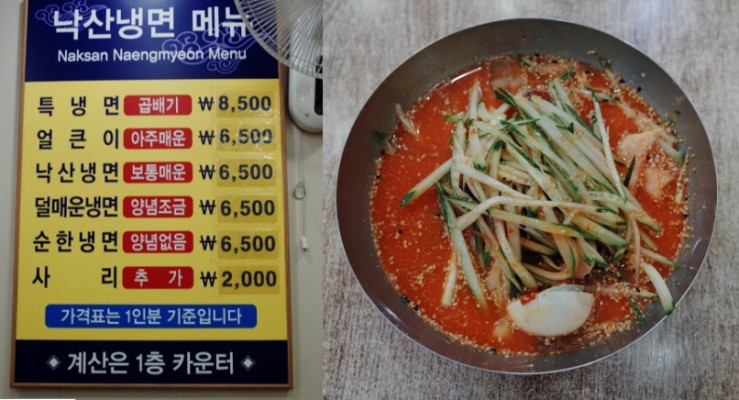 낙산냉면 메뉴
Naksan Naengmyeon Menu
특냉면 곱배기 ₩8,500
얼큰이 아주매운 ₩6,500
낙산냉면 보통매운 ₩6,500
덜매운냉면 양념조금 ₩6,500
순한냉면 양념없음 ₩6,500
사리 추가 ₩2,000
가격표는 1인분 기준입니다
계산은 1층 카운터